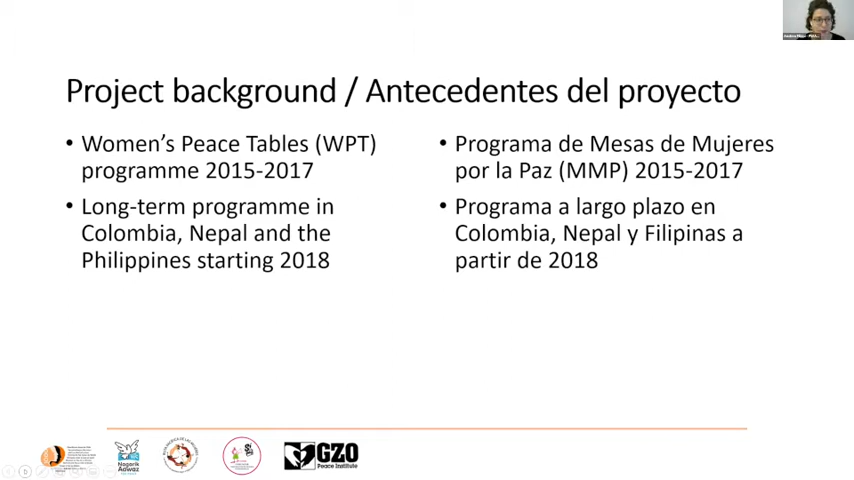 Project background / Antecedentes del proyecto
• Women's Peace Tables (WPT)
programme 2015-2017
• Long-term programme in
Colombia, Nepal and the
Philippines starting 2018
• Programa de Mesas de Mujeres
por la Paz (MMP) 2015-2017
• Programa a largo plazo en
Colombia, Nepal y Filipinas a
partir de 2018
Nagarik
Aawaz
GZO
Peace Institute